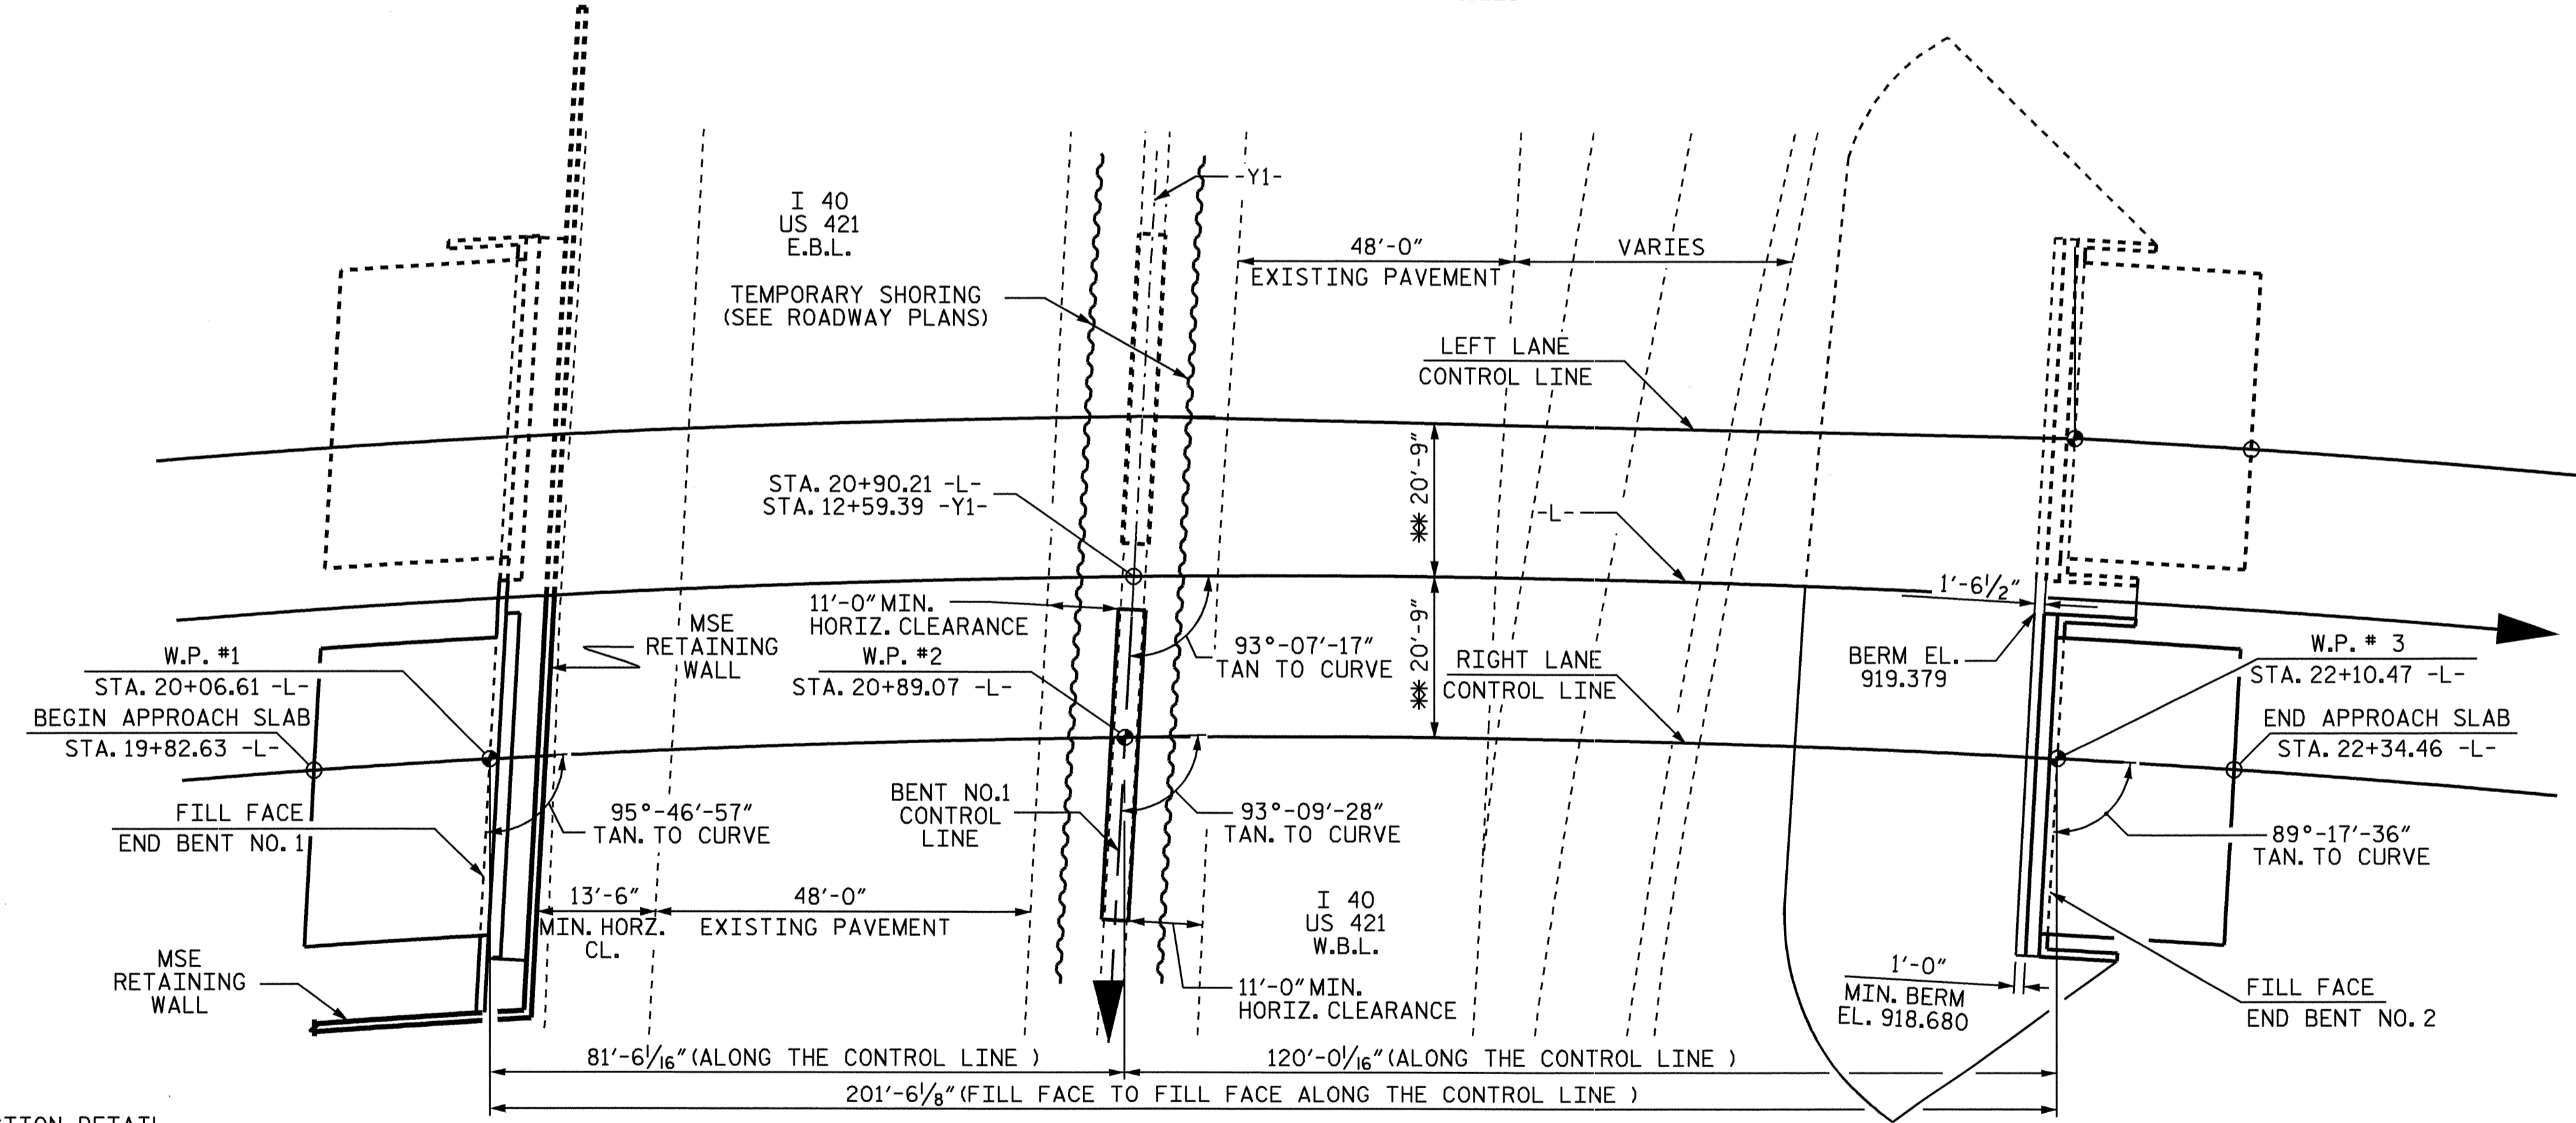 I 40
US 421
E.B.L.
-Y1-
48'-0"
EXISTING PAVEMENT
VARIES
TEMPORARY SHORING
(SEE ROADWAY PLANS)
LEFT LANE
CONTROL LINE
** 20'-9"
STA. 20+90.21 -L-
STA. 12+59.39 -Y1-
-L-
1'-6½"
11'-0" MIN.
HORIZ. CLEARANCE
MSE
RETAINING
WALL
93°-07'-17"
TAN TO CURVE
** 20'-9"
RIGHT LANE
CONTROL LINE
BERM EL.
919.379
W.P. #1
STA. 20+06.61 -L-
W.P. #2
STA. 20+89.07 -L-
W.P. # 3
STA. 22+10.47 -L-
BEGIN APPROACH SLAB
STA. 19+82.63 -L-
END APPROACH SLAB
STA. 22+34.46 -L-
FILL FACE
END BENT NO. 1
95°-46'-57"
TAN. TO CURVE
BENT NO.1
CONTROL
LINE
93°-09'-28"
TAN. TO CURVE
89°-17'-36"
TAN. TO CURVE
13'-6"
MIN. HORZ.
CL.
48'-0"
EXISTING PAVEMENT
I 40
US 421
W.B.L.
MSE
RETAINING
WALL
11'-0" MIN.
HORIZ. CLEARANCE
1'-0"
MIN. BERM
EL. 918.680
FILL FACE
END BENT NO. 2
81'-6 1/16" (ALONG THE CONTROL LINE )
120'-0 1/16" (ALONG THE CONTROL LINE )
201'-6 1/8" (FILL FACE TO FILL FACE ALONG THE CONTROL LINE )